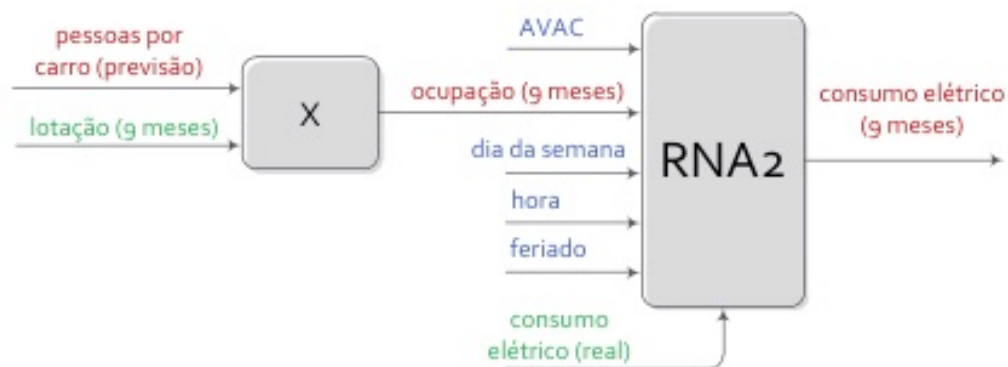 AVAC
pessoas por
carro (previsão)
lotação (9 meses)
X
ocupação (9 meses)
dia da semana
hora
feriado
consumo
elétrico (real)
RNA2
consumo elétrico
(9 meses)